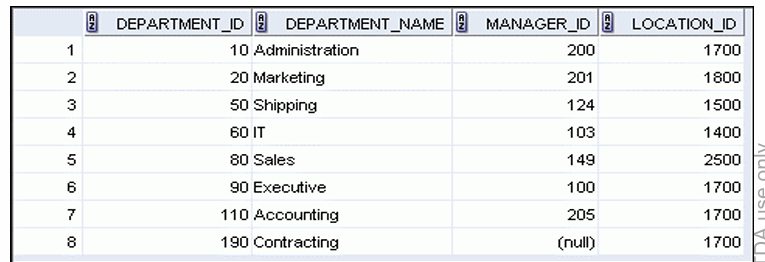 DEPARTMENT_ID DEPARTMENT_NAME MANAGER_ID LOCATION_ID
1 10 Administration 200 1700
2 20 Marketing 201 1800
3 50 Shipping 124 1500
4 60 IT 103 1400
5 80 Sales 149 2500
6 90 Executive 100 1700
7 110 Accounting 205 1700
8 190 Contracting (null) 1700
use only